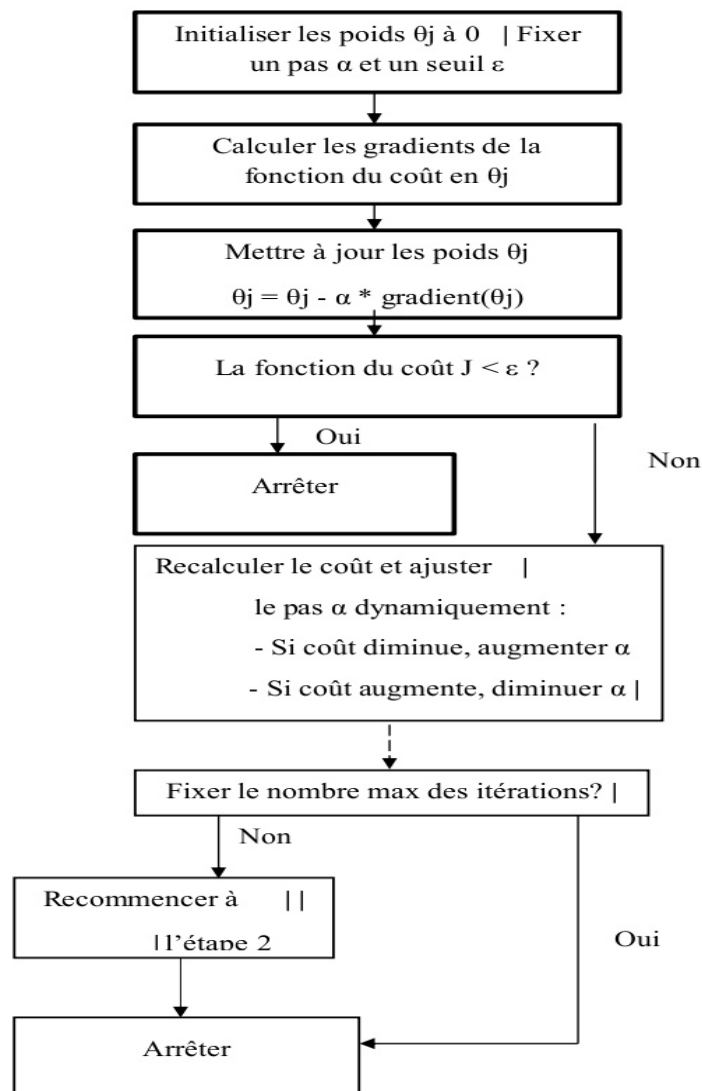 Initialiser les poids θj à 0 | Fixer
un pas α et un seuil ε
Calculer les gradients de la
fonction du coût en θj
Mettre à jour les poids θj
θj = θj - α * gradient(θj)
La fonction du coût J < ε ?
Oui
Non
Arrêter
Recalculer le coût et ajuster |
le pas α dynamiquement :
- Si coût diminue, augmenter α
- Si coût augmente, diminuer α |
Fixer le nombre max des itérations? |
Non
Recommencer à ||
| l'étape 2
Oui
Arrêter